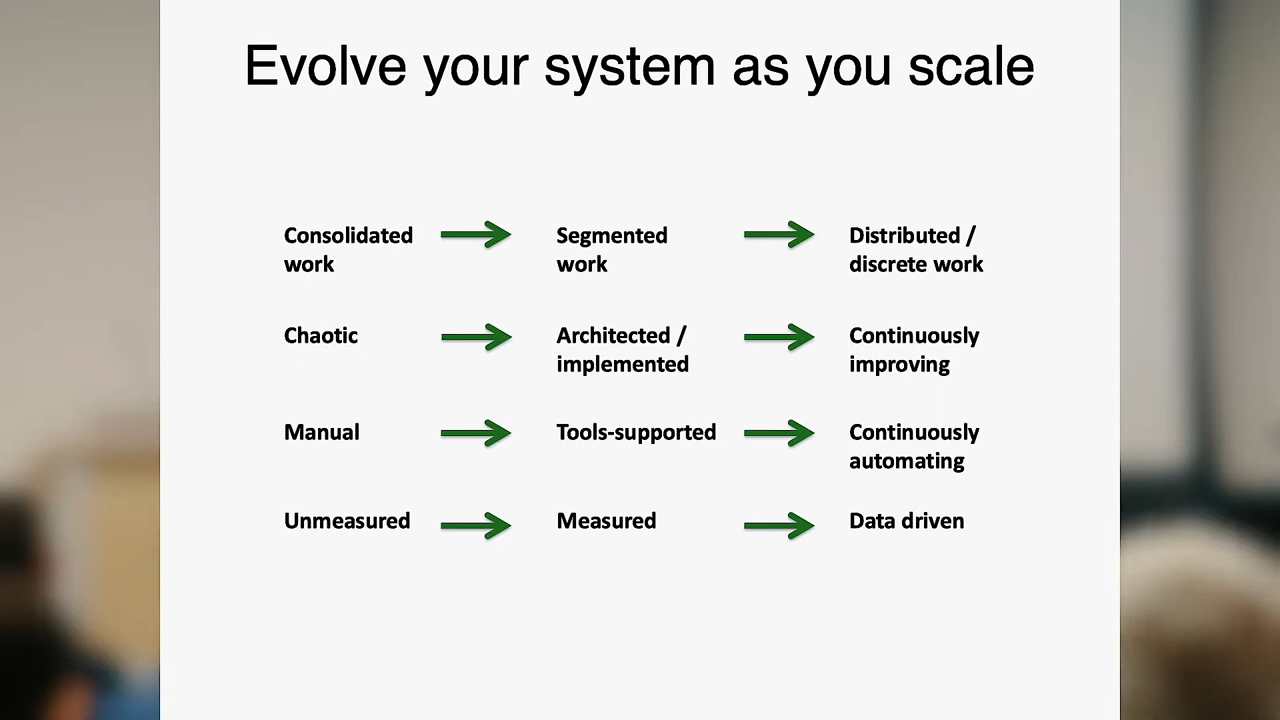 Evolve your system as you scale
Consolidated
work
Segmented
work
Distributed /
discrete work
Chaotic
Architected /
implemented
Continuously
improving
Manual
Tools-supported
Continuously
automating
Unmeasured
Measured
Data driven